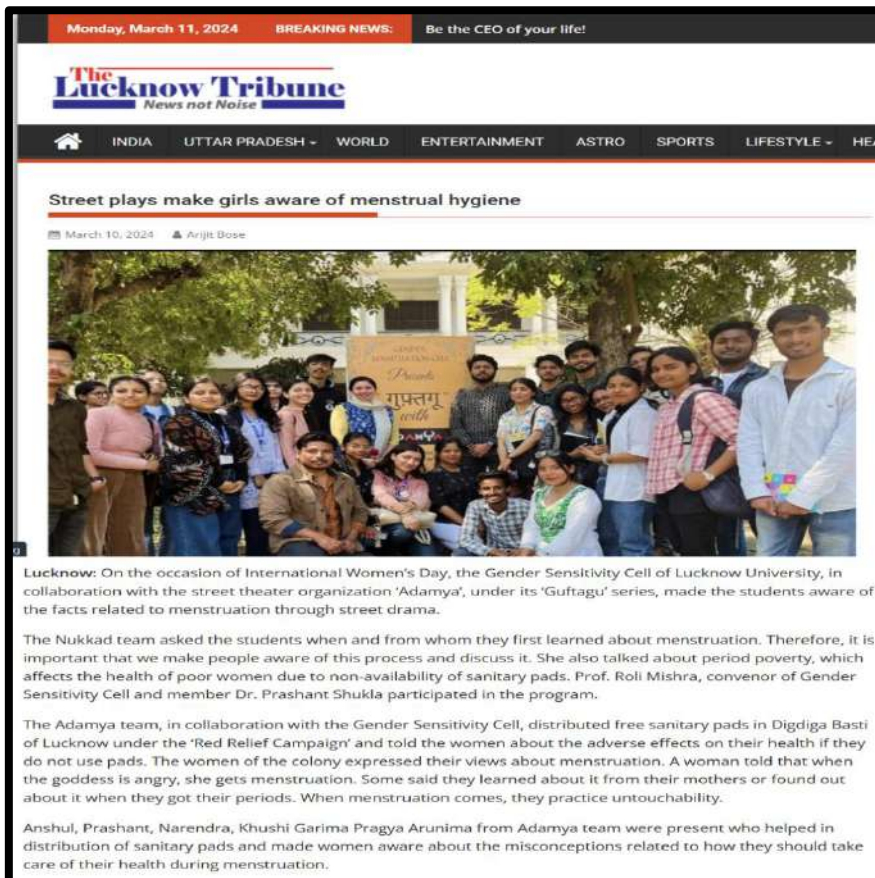 Monday, March 11, 2024 BREAKING NEWS: Be the CEO of your life!
The
Lucknow Tribune
News not Noise
INDIA UTTAR PRADESH WORLD ENTERTAINMENT ASTRO SPORTS LIFESTYLE HEA
Street plays make girls aware of menstrual hygiene
March 10, 2024 Arijit Bose
GENDER
SENSITIZATION CELL
Presents
गुफ़्तगू
with
Lucknow: On the occasion of International Women's Day, the Gender Sensitivity Cell of Lucknow University, in
collaboration with the street theater organization 'Adamya', under its 'Guftagu' series, made the students aware of
the facts related to menstruation through street drama.
The Nukkad team asked the students when and from whom they first learned about menstruation. Therefore, it is
important that we make people aware of this process and discuss it. She also talked about period poverty, which
affects the health of poor women due to non-availability of sanitary pads. Prof. Roli Mishra, convenor of Gender
Sensitivity Cell and member Dr. Prashant Shukla participated in the program.
The Adamya team, in collaboration with the Gender Sensitivity Cell, distributed free sanitary pads in Digdiga Basti
of Lucknow under the 'Red Relief Campaign' and told the women about the adverse effects on their health if they
do not use pads. The women of the colony expressed their views about menstruation. A woman told that when
the goddess is angry, she gets menstruation. Some said they learned about it from their mothers or found out
about it when they got their periods. When menstruation comes, they practice untouchability.
Anshul, Prashant, Narendra, Khushi Garima Pragya Arunima from Adamya team were present who helped in
distribution of sanitary pads and made women aware about the misconceptions related to how they should take
care of their health during menstruation.